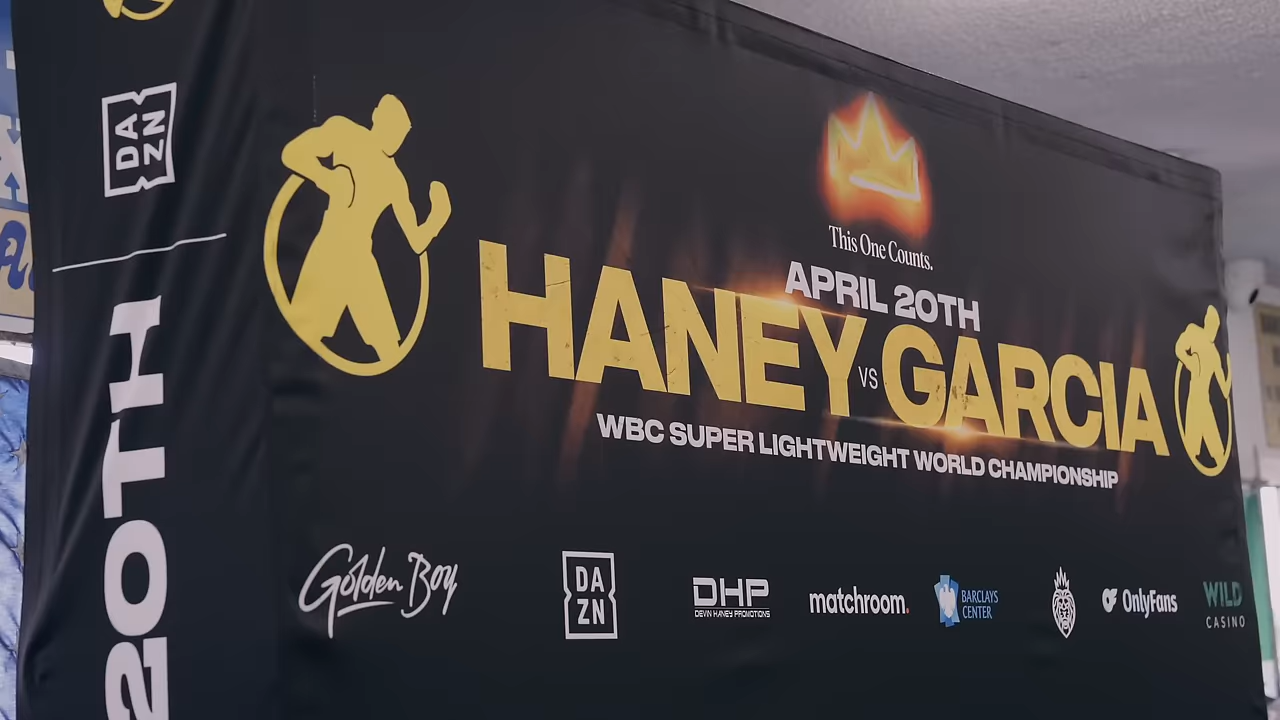 DAZN
20TH
20
This One Counts.
APRIL 20TH
HANEY VS GARCIA
WBC SUPER LIGHTWEIGHT WORLD CHAMPIONSHIP
Golden Boy
DAZN
DHP
DEVIN HANEY PROMOTIONS
matchroom.
BARCLAYS
CENTER
OnlyFans
WILD
CASINO